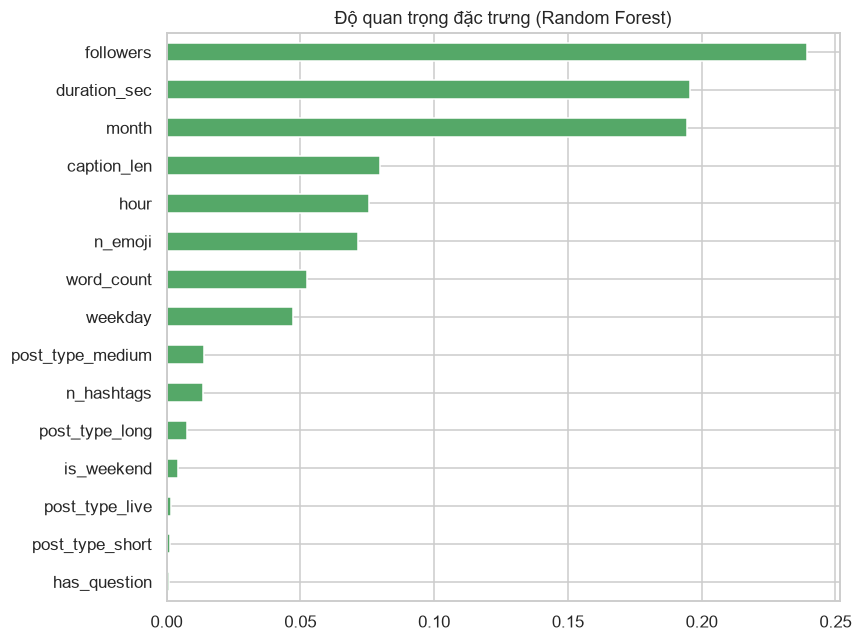 Độ quan trọng đặc trưng (Random Forest)
followers
duration_sec
month
caption_len
hour
n_emoji
word_count
weekday
post_type_medium
n_hashtags
post_type_long
is_weekend
post_type_live
post_type_short
has_question
0.00 0.05 0.10 0.15 0.20 0.25